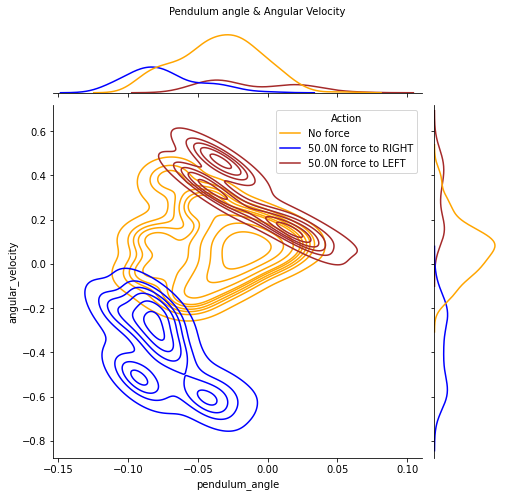 Pendulum angle & Angular Velocity
Action
No force
50.0N force to RIGHT
50.0N force to LEFT
0.6
0.4
0.2
0.0
−0.2
−0.4
−0.6
−0.8
angular_velocity
−0.15
−0.10
−0.05
0.00
0.05
0.10
pendulum_angle